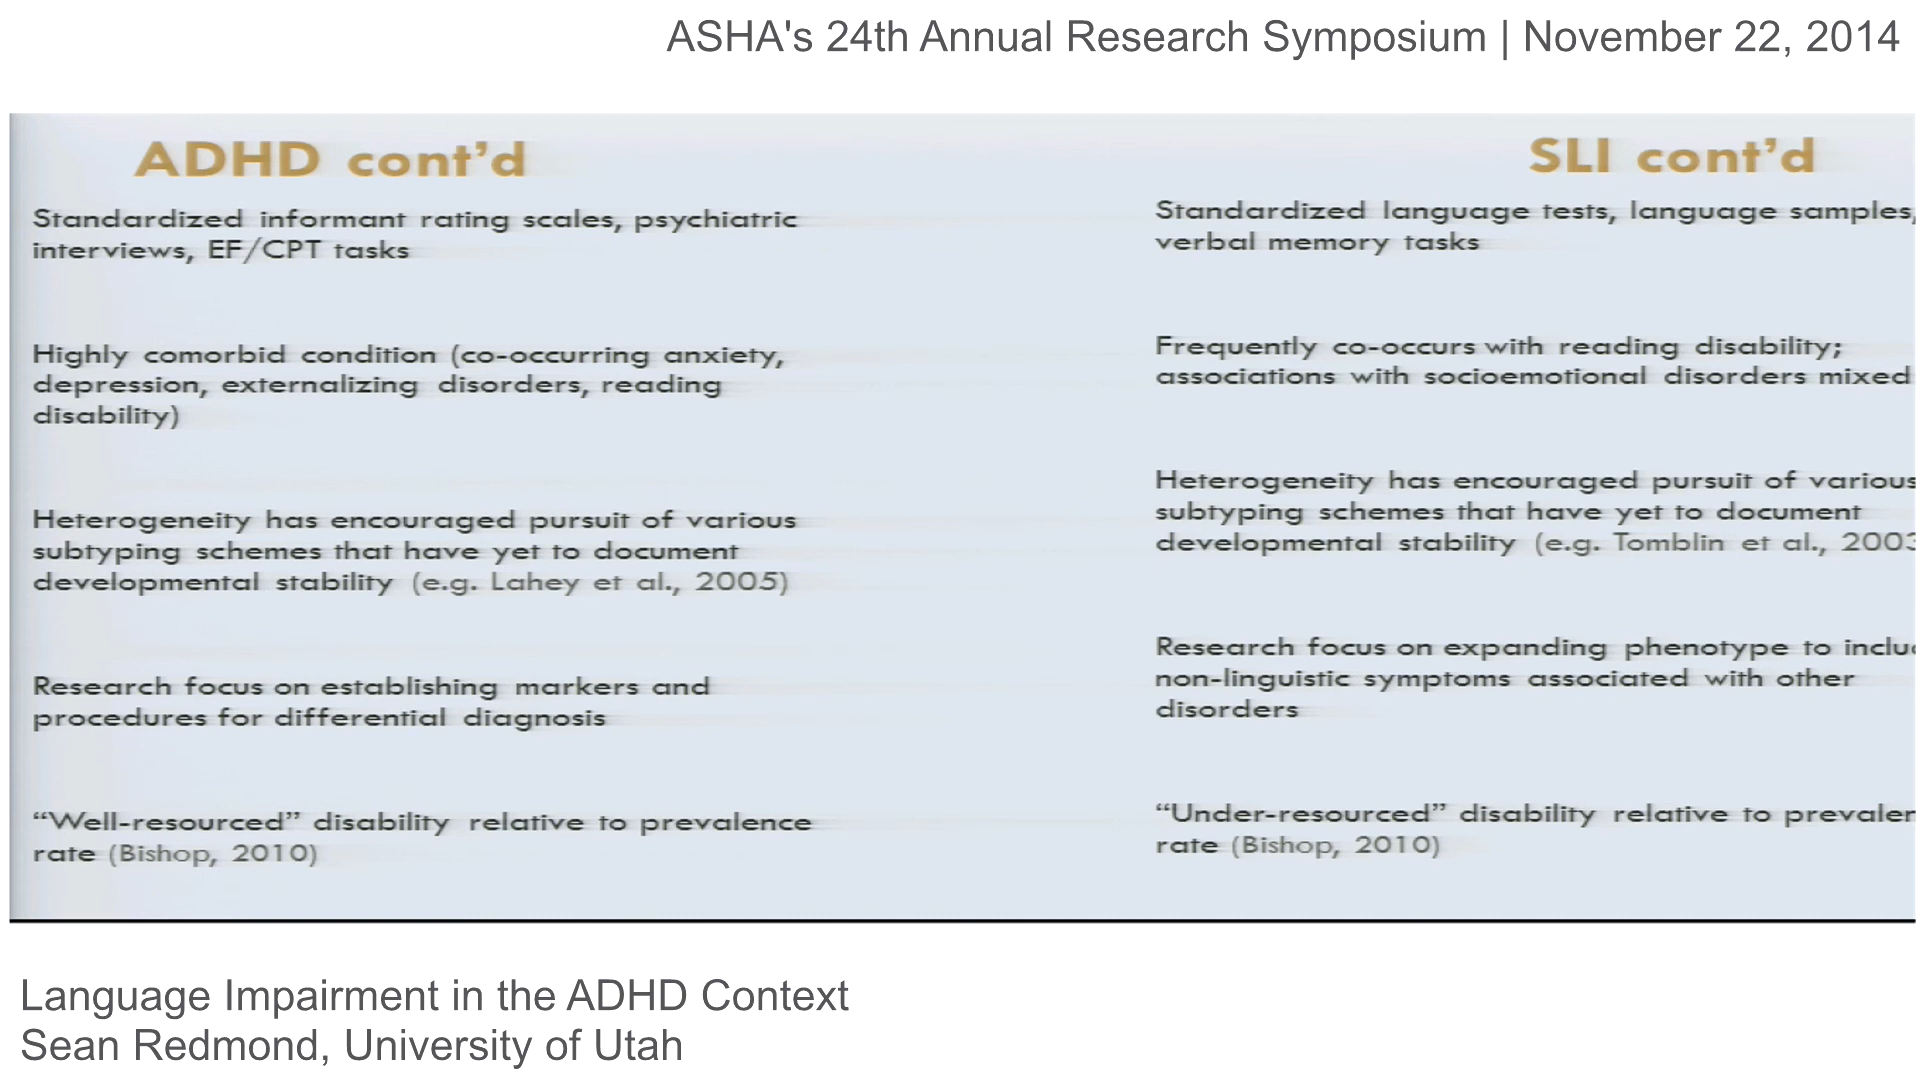 ASHA's 24th Annual Research Symposium | November 22, 2014
ADHD cont’d
Standardized informant rating scales, psychiatric
interviews, EF/CPT tasks
Highly comorbid condition (co-occurring anxiety,
depression, externalizing disorders, reading
disability)
Heterogeneity has encouraged pursuit of various
subtyping schemes that have yet to document
developmental stability (e.g. Lahey et al., 2005)
Research focus on establishing markers and
procedures for differential diagnosis
“Well-resourced” disability relative to prevalence
rate (Bishop, 2010)
SLI cont’d
Standardized language tests, language samples,
verbal memory tasks
Frequently co-occurs with reading disability;
associations with socioemotional disorders mixed
Heterogeneity has encouraged pursuit of various
subtyping schemes that have yet to document
developmental stability (e.g. Tomblin et al.,
Research focus on expanding phenotype to
non-linguistic symptoms associated with other
disorders
“Under-resourced” disability relative to
rate (Bishop, 2010)
Language Impairment in the ADHD Context
Sean Redmond, University of Utah